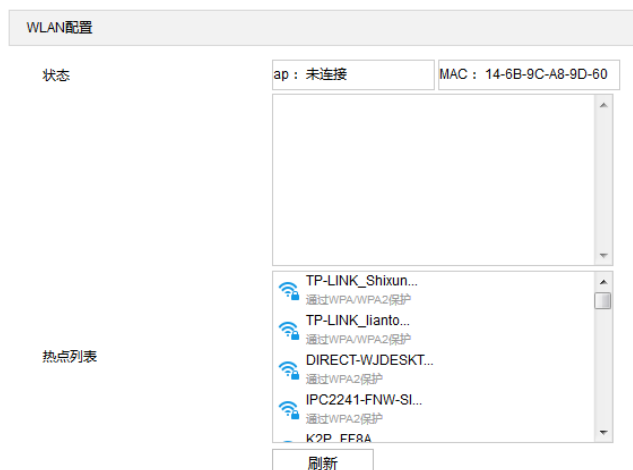 WLAN配置
状态
ap：未连接
MAC：14-6B-9C-A8-9D-60
热点列表
TP-LINK_Shixun...
通过WPA/WPA2保护
TP-LINK_lianto...
通过WPA/WPA2保护
DIRECT-WJDESKT...
通过WPA2保护
IPC2241-FNW-SI...
通过WPA2保护
K2P_FF8A
刷新